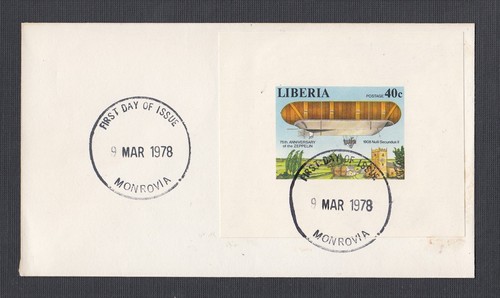 FIRST DAY OF ISSUE
9 MAR 1978
MONROVIA
LIBERIA
POSTAGE
40c
75th ANNIVERSARY
of the ZEPPELIN
1908 Nulli Secundus II
FIRST DAY OF ISSUE
9 MAR 1978
MONROVIA